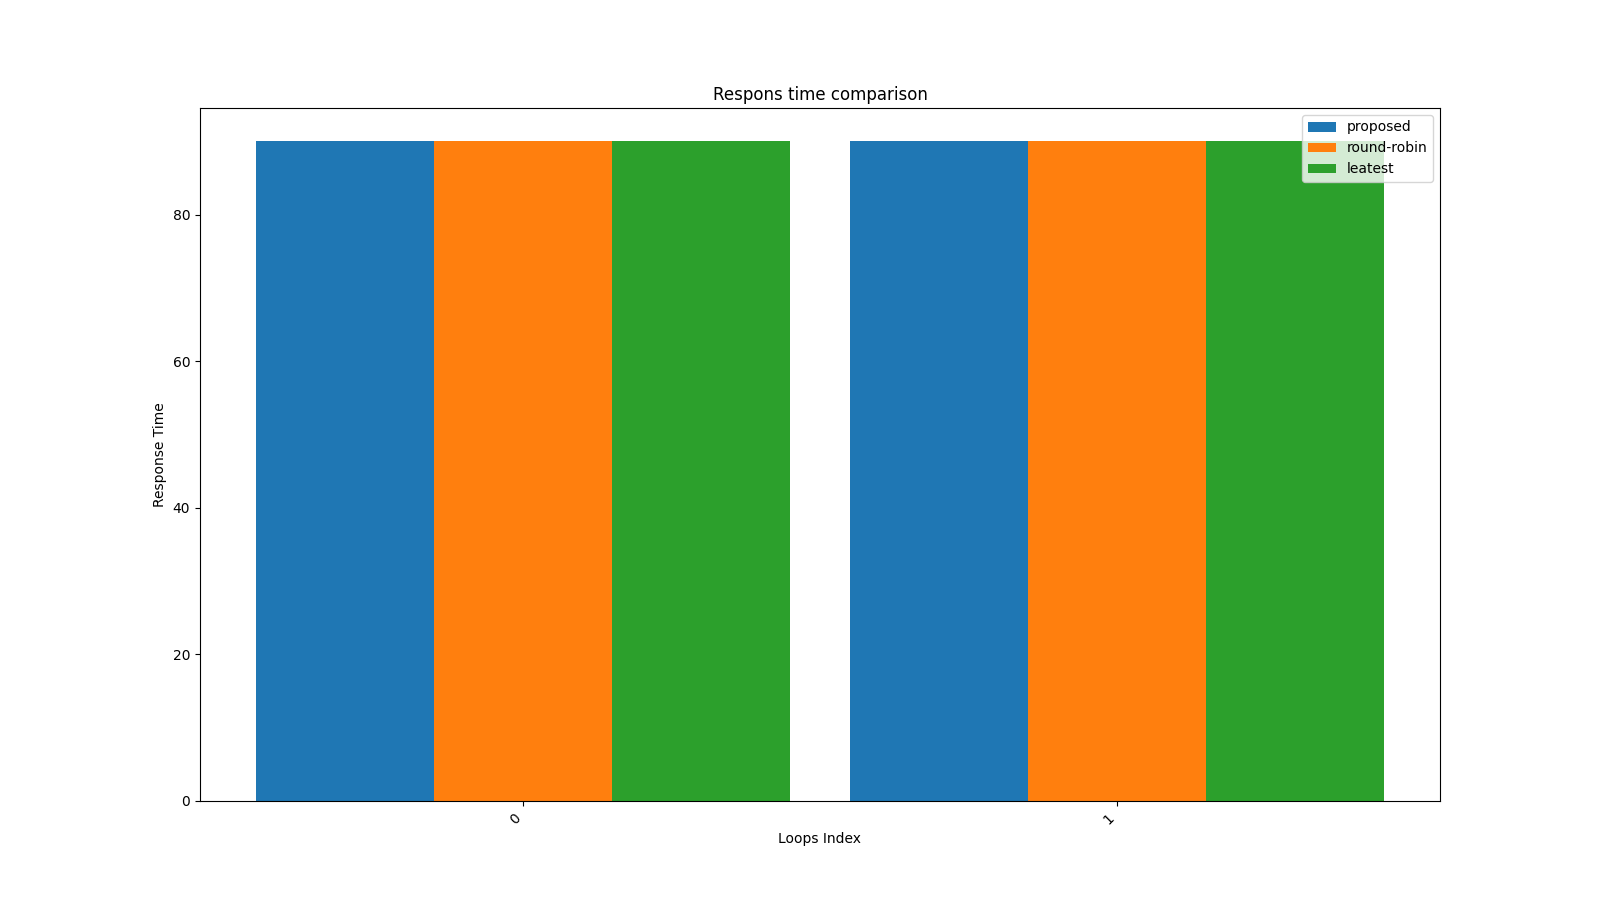 Respons time comparison
proposed
round-robin
leatest
80
60
40
20
0
Response Time
0
1
Loops Index